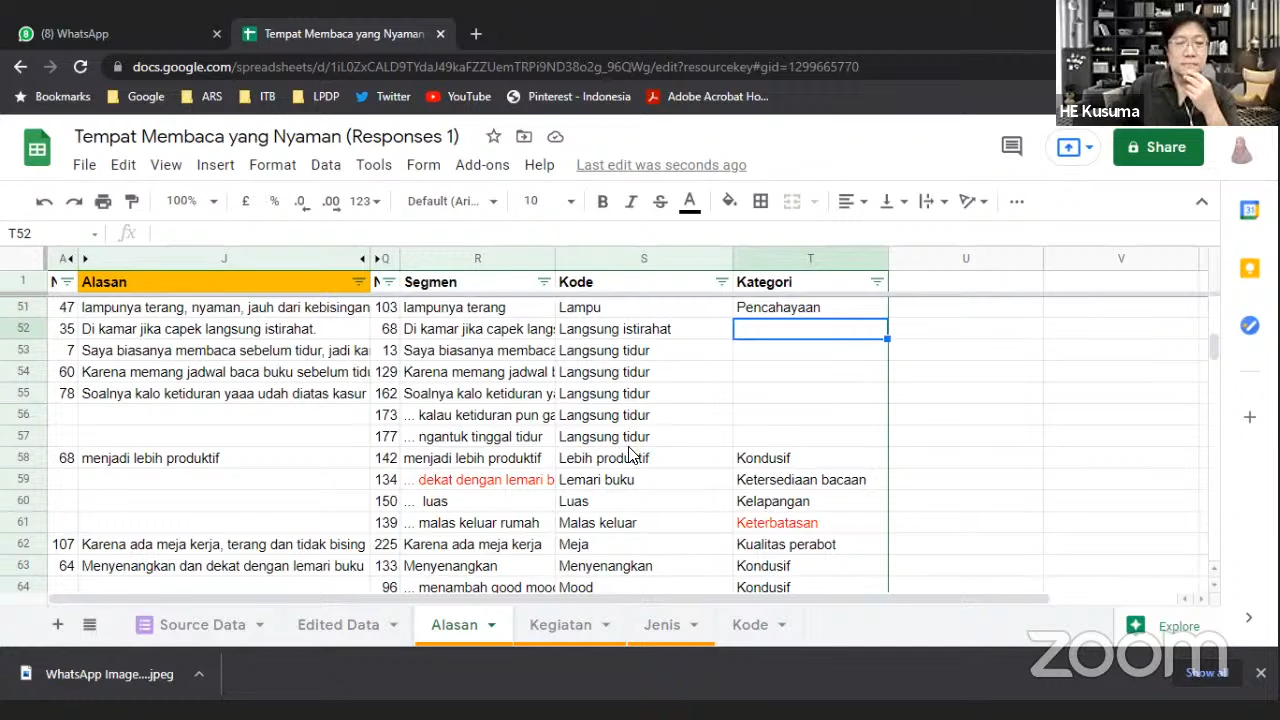 (8) WhatsApp
Tempat Membaca yang Nyaman
docs.google.com/spreadsheets/d/1iL0ZxCALD9TYdaJ49kaFZZUemTRPi9ND38o2g_96QWg/edit?resourcekey#gid=1299665770
Bookmarks Google ARS ITB LPDP Twitter YouTube Pinterest - Indonesia Adobe Acrobat Ho...
HE Kusuma
Tempat Membaca yang Nyaman (Responses 1)
File Edit View Insert Format Data Tools Form Add-ons Help Last edit was seconds ago
Share
100% £ % .0 .00 123 Default (Ari... 10 B I S A
T52 fx
A J Q R S T U V
1 N Alasan N Segmen Kode Kategori
51 47 lampunya terang, nyaman, jauh dari kebisingan 103 lampunya terang Lampu Pencahayaan
52 35 Di kamar jika capek langsung istirahat. 68 Di kamar jika capek langs Langsung istirahat
53 7 Saya biasanya membaca sebelum tidur, jadi ka 13 Saya biasanya membaca Langsung tidur
54 60 Karena memang jadwal baca buku sebelum tidu 129 Karena memang jadwal b Langsung tidur
55 78 Soalnya kalo ketiduran yaaa udah diatas kasur 162 Soalnya kalo ketiduran ya Langsung tidur
56 173 ... kalau ketiduran pun ga Langsung tidur
57 177 ... ngantuk tinggal tidur Langsung tidur
58 68 menjadi lebih produktif 142 menjadi lebih produktif Lebih produktif Kondusif
59 134 ... dekat dengan lemari b Lemari buku Ketersediaan bacaan
60 150 ... luas Luas Kelapangan
61 139 ... malas keluar rumah Malas keluar Keterbatasan
62 107 Karena ada meja kerja, terang dan tidak bising 225 Karena ada meja kerja Meja Kualitas perabot
63 64 Menyenangkan dan dekat dengan lemari buku 133 Menyenangkan Menyenangkan Kondusif
64 96 ... menambah good mood Mood Kondusif
Source Data Edited Data Alasan Kegiatan Jenis Kode Explore
zoom
WhatsApp Image....jpeg Show all